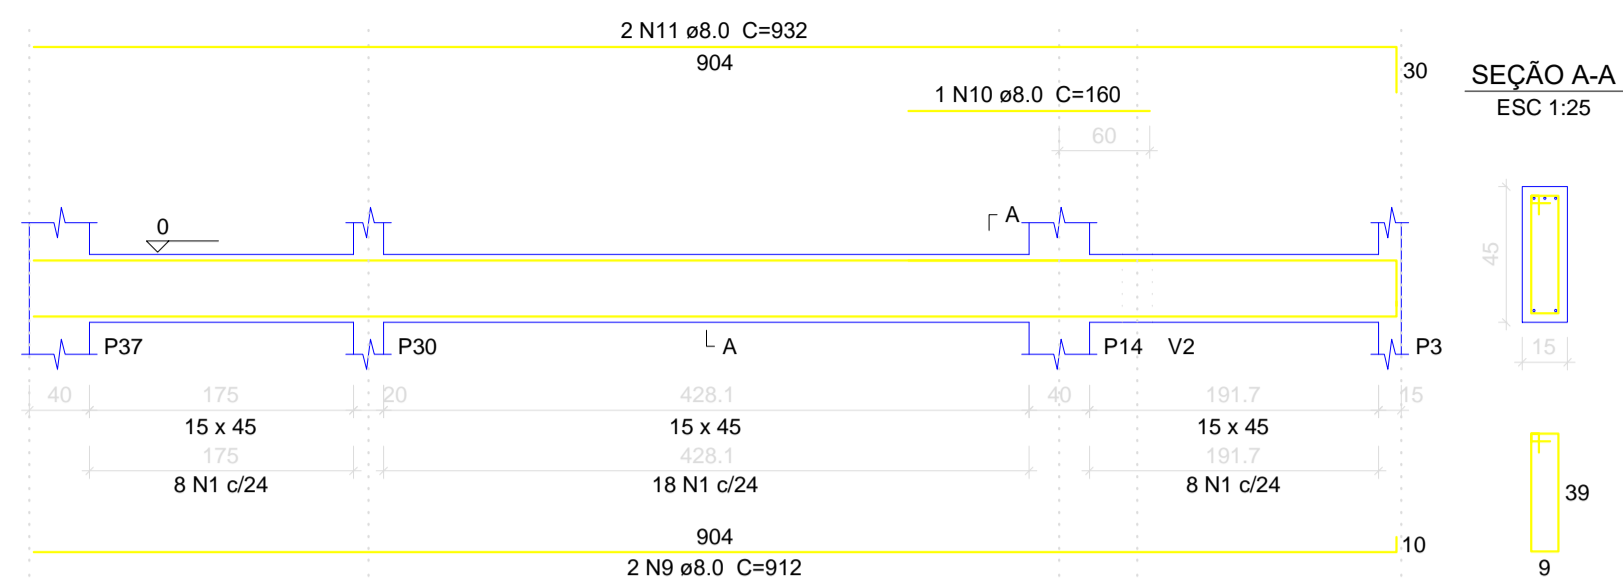 2 N11 ø8.0 C=932
904
30
SEÇÃO A-A
ESC 1:25
1 N10 ø8.0 C=160
60
A
0
45
P37
P30
A
P14
V2
P3
15
40
175
20
428.1
40
191.7
15
15 x 45
15 x 45
15 x 45
175
428.1
191.7
8 N1 c/24
18 N1 c/24
8 N1 c/24
39
904
10
2 N9 ø8.0 C=912
9